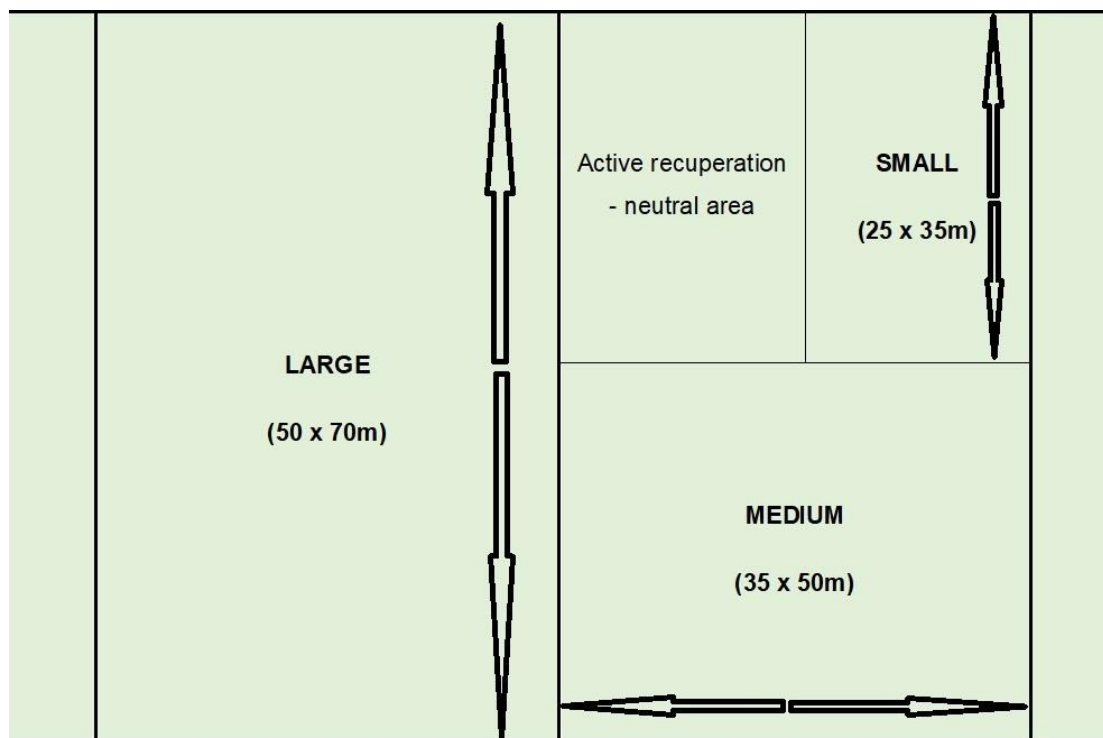 Active recuperation
- neutral area
SMALL
(25 x 35m)
LARGE
(50 x 70m)
MEDIUM
(35 x 50m)